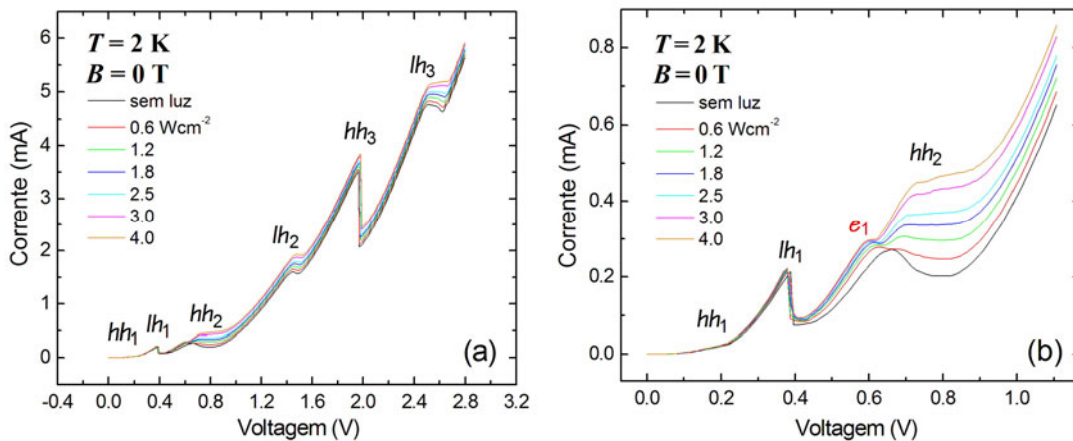 T = 2 K
B = 0 T
sem luz
0.6 Wcm⁻²
1.2
1.8
2.5
3.0
4.0
hh₁
lh₁
hh₂
lh₂
hh₃
lh₃
(a)
Corrente (mA)
6
5
4
3
2
1
0
-0.4 0.0 0.4 0.8 1.2 1.6 2.0 2.4 2.8 3.2
Voltagem (V)
T = 2 K
B = 0 T
sem luz
0.6 Wcm⁻²
1.2
1.8
2.5
3.0
4.0
hh₁
lh₁
e₁
hh₂
(b)
Corrente (mA)
0.8
0.6
0.4
0.2
0.0
0.0 0.2 0.4 0.6 0.8 1.0
Voltagem (V)